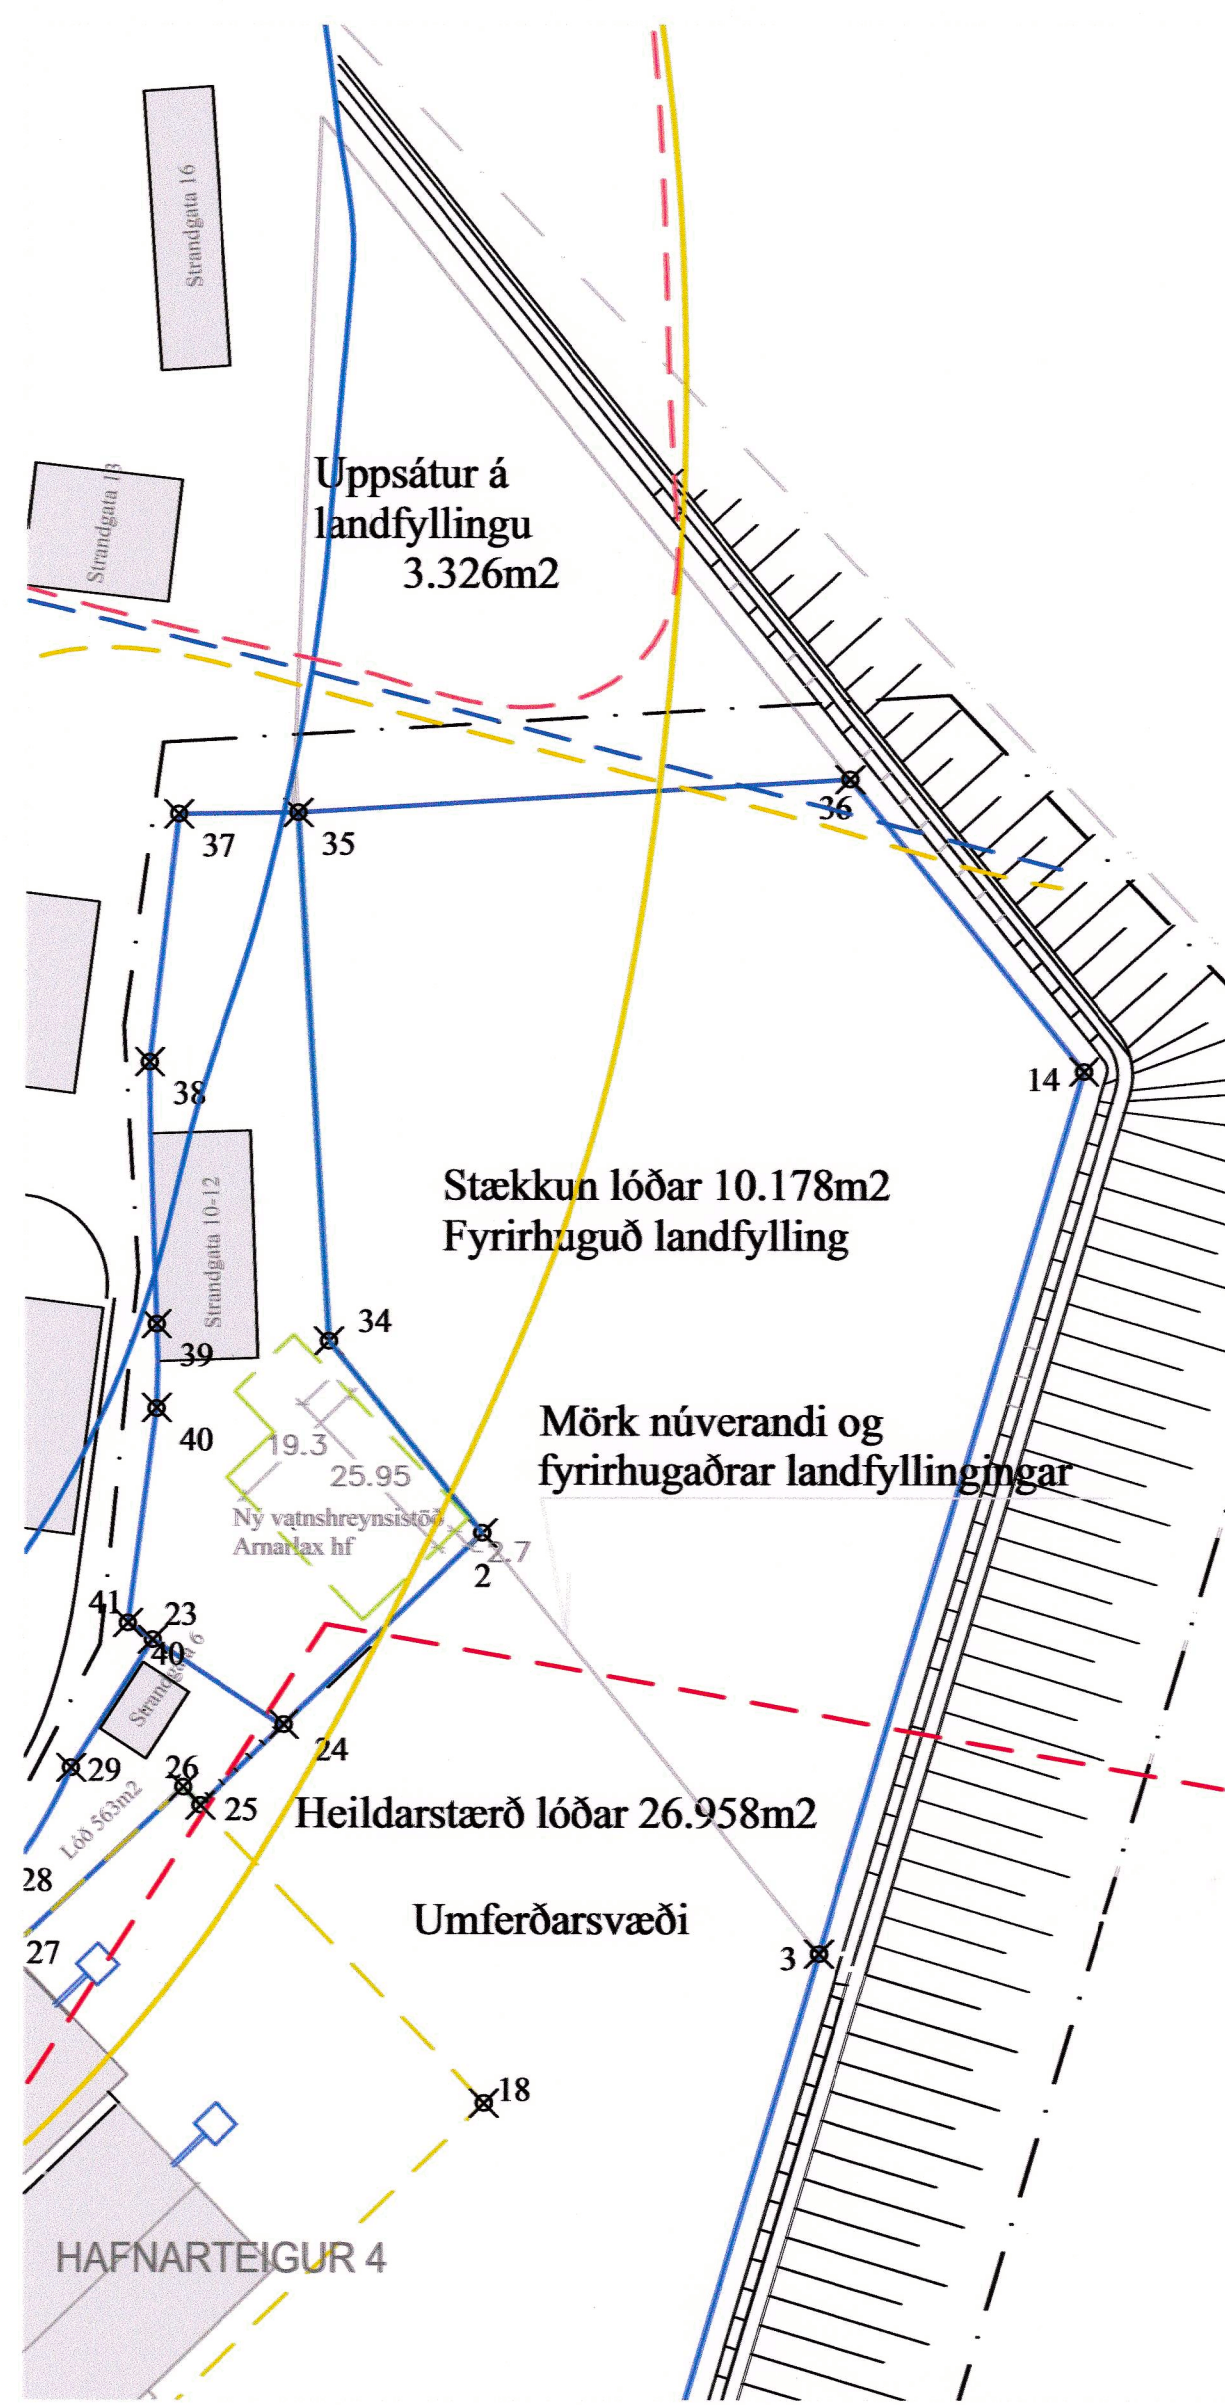 Strandgata 16
Uppsátur á
landfyllingu
3.326m2
Strandgata 13
36
37
35
14
38
Stækkun lóðar 10.178m2
Fyrirhuguð landfylling
Strandgata 10-12
34
39
40
Mörk núverandi og
fyrirhugaðrar landfyllingingar
19.3
25.95
Ný vatnshreynsistöð
Arnarlax hf
2.7
2
41
23
40
Strandgata 6
24
29
26
25
Lóð 563m2
Heildarstærð lóðar 26.958m2
28
Umferðarsvæði
27
3
18
HAFNARTEIGUR 4